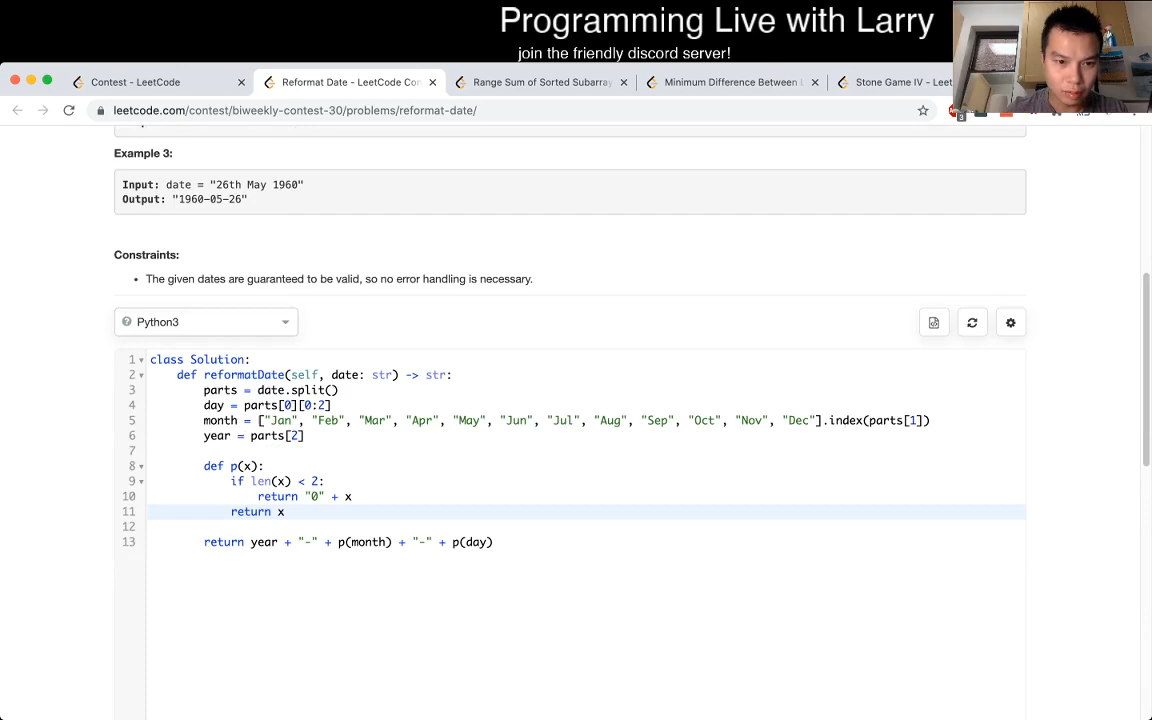 Programming Live with Larry
join the friendly discord server!
Contest - LeetCode
Reformat Date - LeetCode Con
Range Sum of Sorted Subarray
Minimum Difference Between
Stone Game IV - Leet
leetcode.com/contest/biweekly-contest-30/problems/reformat-date/
3
Example 3:
Input: date = "26th May 1960"
Output: "1960-05-26"
Constraints:
• The given dates are guaranteed to be valid, so no error handling is necessary.
Python3
1 class Solution:
2 def reformatDate(self, date: str) -> str:
3 parts = date.split()
4 day = parts[0][0:2]
5 month = ["Jan", "Feb", "Mar", "Apr", "May", "Jun", "Jul", "Aug", "Sep", "Oct", "Nov", "Dec"].index(parts[1])
6 year = parts[2]
7
8 def p(x):
9 if len(x) < 2:
10 return "0" + x
11 return x
12
13 return year + "-" + p(month) + "-" + p(day)